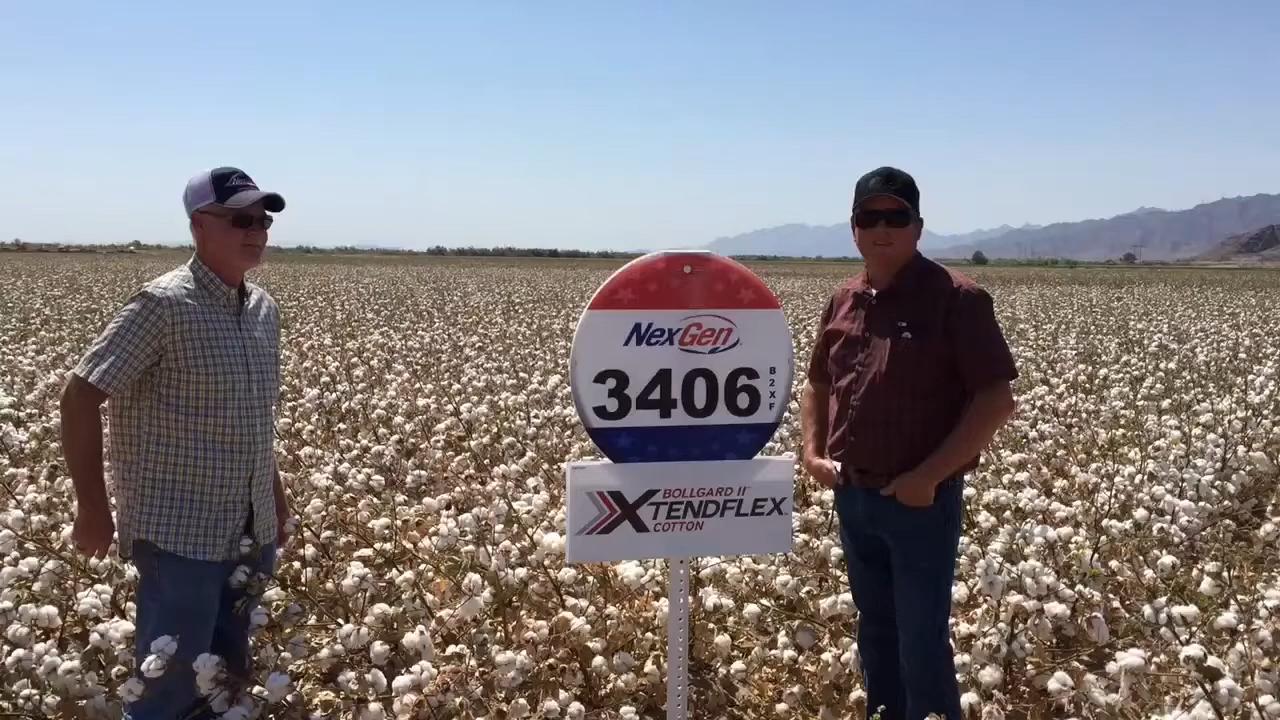 NexGen
3406
B2XF
BOLLGARD II
XTENDFLEX
COTTON